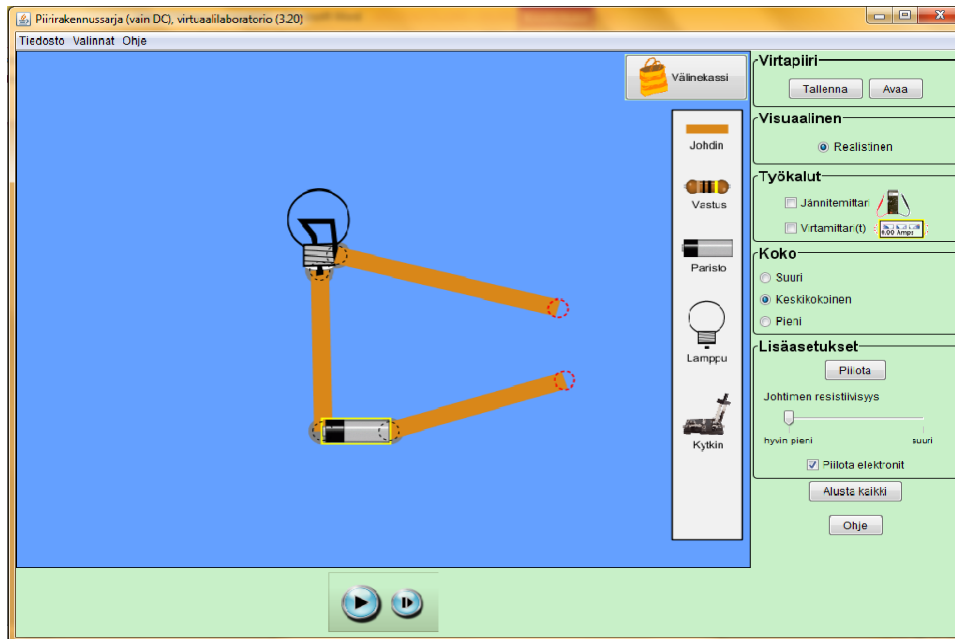 Piirirakennussarja (vain DC), virtuaalilaboratorio (3.20)
Tiedosto Valinnat Ohje
Välinekassi
Johdin
Vastus
Paristo
Lamppu
Kytkin
Virtapiiri
Tallenna Avaa
Visuaalinen
Realistinen
Työkalut
Jännitemittari
Virtamittari(t)
Koko
Suuri
Keskikokoinen
Pieni
Lisäasetukset
Piilota
Johtimen resistiivisyys
hyvin pieni suuri
Piilota elektronit
Alusta kaikki
Ohje